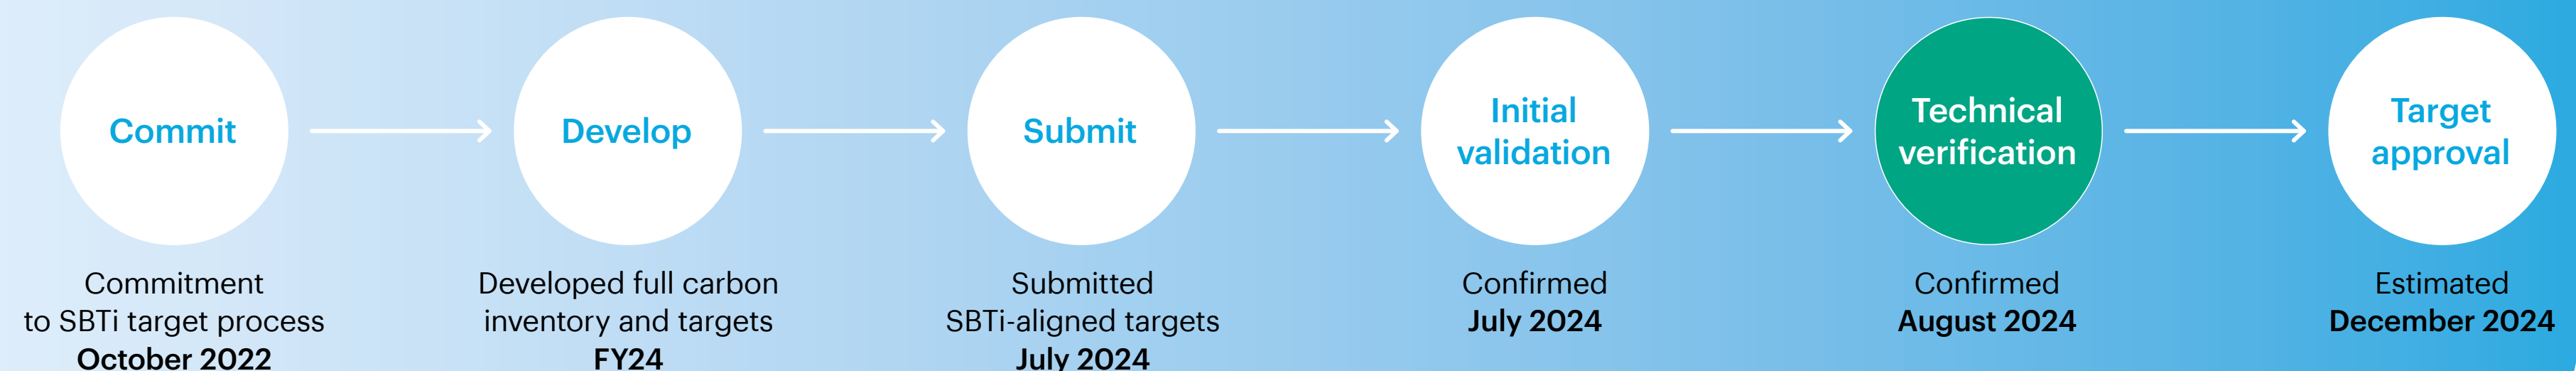 Commit
Commitment
to SBTi target process
October 2022
Develop
Developed full carbon
inventory and targets
FY24
Submit
Submitted
SBTi-aligned targets
July 2024
Initial
validation
Confirmed
July 2024
Technical
verification
Confirmed
August 2024
Target
approval
Estimated
December 2024